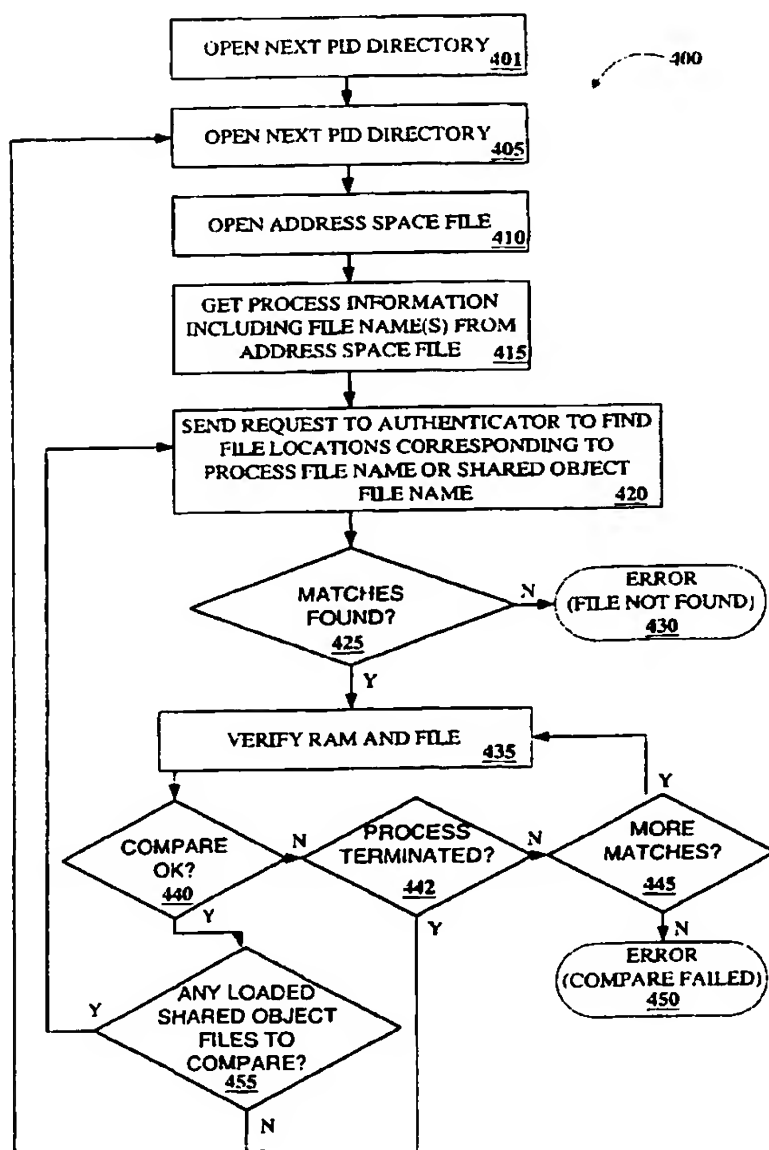 OPEN NEXT PID DIRECTORY
401
400
OPEN NEXT PID DIRECTORY
405
OPEN ADDRESS SPACE FILE
410
GET PROCESS INFORMATION
INCLUDING FILE NAME(S) FROM
ADDRESS SPACE FILE
415
SEND REQUEST TO AUTHENTICATOR TO FIND
FILE LOCATIONS CORRESPONDING TO
PROCESS FILE NAME OR SHARED OBJECT
FILE NAME
420
MATCHES
FOUND?
425
N
ERROR
(FILE NOT FOUND)
430
Y
VERIFY RAM AND FILE
435
Y
COMPARE
OK?
440
N
PROCESS
TERMINATED?
442
N
MORE
MATCHES?
445
Y
Y
N
ERROR
(COMPARE FAILED)
450
Y
ANY LOADED
SHARED OBJECT
FILES TO
COMPARE?
455
N